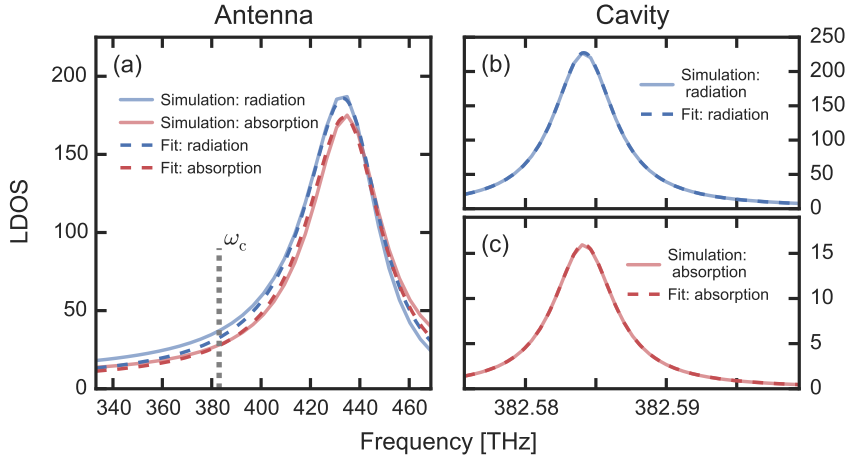 Antenna
Cavity
(a)
Simulation: radiation
Simulation: absorption
Fit: radiation
Fit: absorption
ωc
LDOS
200
150
100
50
0
340 360 380 400 420 440 460
(b)
Simulation:
radiation
Fit: radiation
250
200
150
100
50
0
(c)
Simulation:
absorption
Fit: absorption
15
10
5
0
382.58 382.59
Frequency [THz]